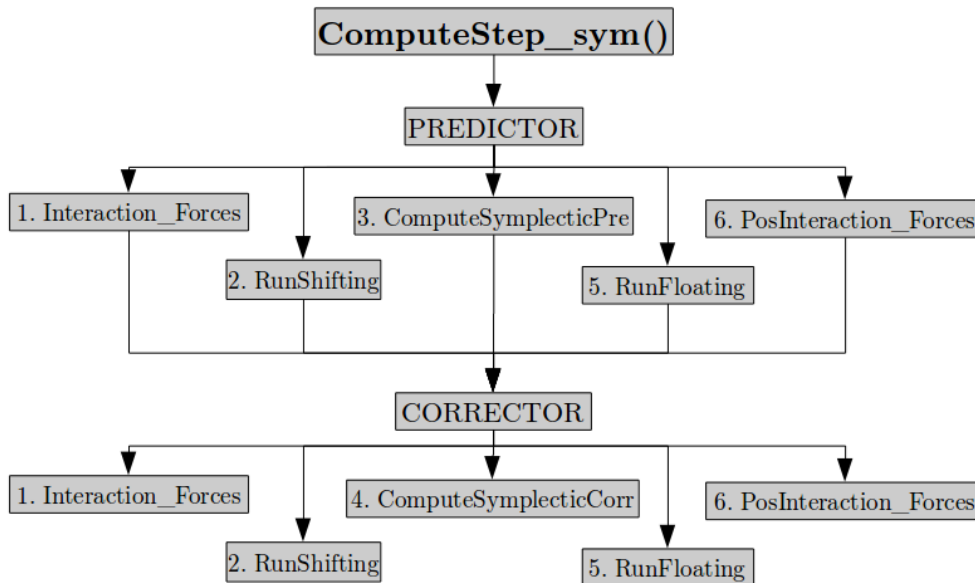 ComputeStep_sym()
PREDICTOR
1. Interaction_Forces
2. RunShifting
3. ComputeSymplecticPre
5. RunFloating
6. PosInteraction_Forces
CORRECTOR
1. Interaction_Forces
2. RunShifting
4. ComputeSymplecticCorr
5. RunFloating
6. PosInteraction_Forces